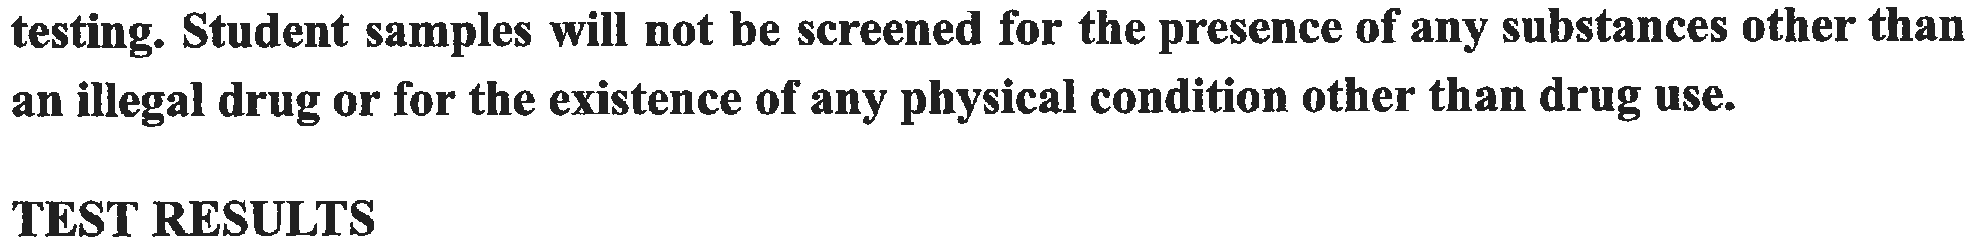 testing. Student samples will not be screened for the presence of any substances other than
an illegal drug or for the existence of any physical condition other than drug use.
TEST RESULTS